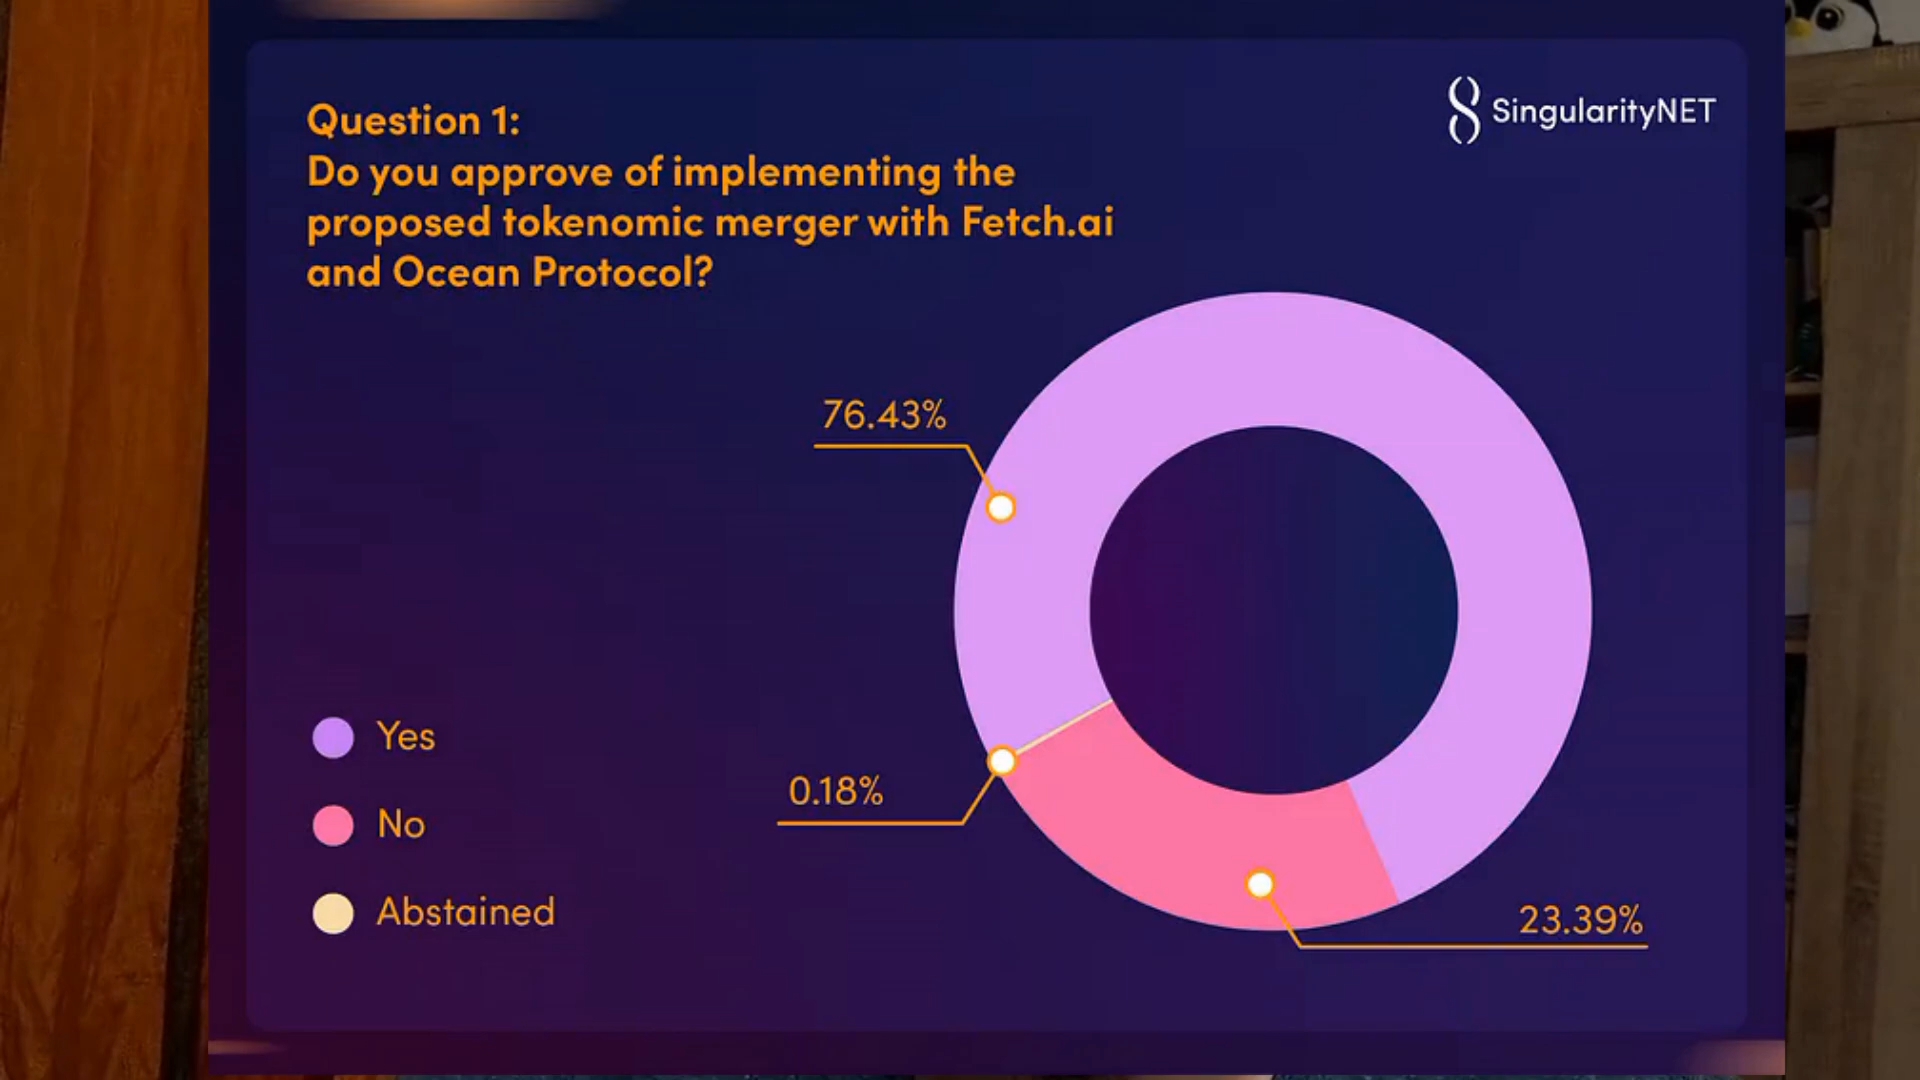 Question 1:
Do you approve of implementing the
proposed tokenomic merger with Fetch.ai
and Ocean Protocol?
SingularityNET
76.43%
0.18%
23.39%
Yes
No
Abstained